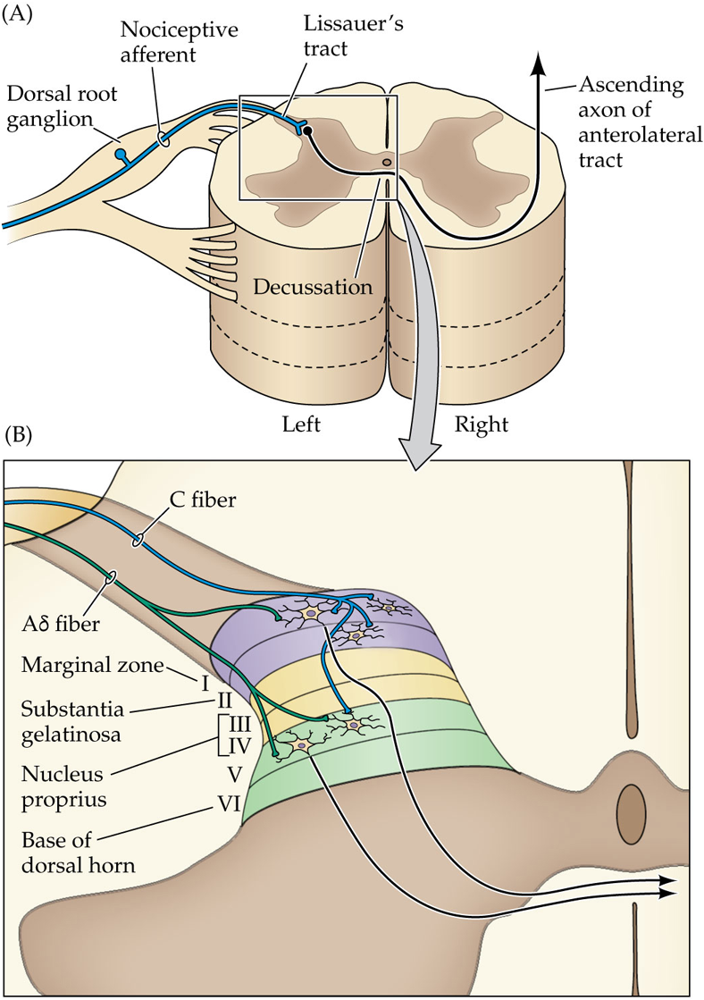 (A)
Nociceptive
afferent
Lissauer's
tract
Dorsal root
ganglion
Ascending
axon of
anterolateral
tract
Decussation
Left
Right
(B)
C fiber
Aδ fiber
Marginal zone
I
Substantia
gelatinosa
II
III
IV
Nucleus
proprius
V
VI
Base of
dorsal horn